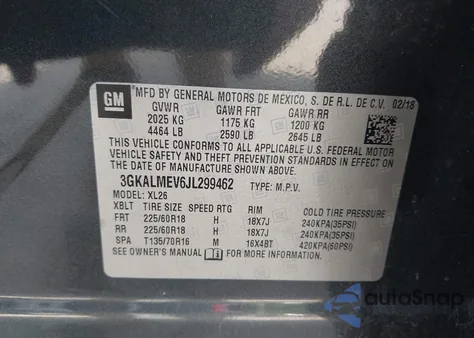 GM
MFD BY GENERAL MOTORS DE MEXICO, S. DE R.L. DE C.V. 02/18
GVWR GAWR FRT GAWR RR
2025 KG 1175 KG 1200 KG
4464 LB 2590 LB 2645 LB
THIS VEHICLE CONFORMS TO ALL APPLICABLE U.S. FEDERAL MOTOR
VEHICLE SAFETY, BUMPER, AND THEFT PREVENTION STANDARDS IN
EFFECT ON THE DATE OF MANUFACTURE SHOWN ABOVE.
3GKALMEV6JL299462 TYPE: M.P.V.
MODEL: XL26
XBLT TIRE SIZE SPEED RTG RIM COLD TIRE PRESSURE
FRT 225/60R18 H 18X7J 240KPA(35PSI)
RR 225/60R18 H 18X7J 240KPA(35PSI)
SPA T135/70R16 M 16X4BT 420KPA(60PSI)
SEE OWNER'S MANUAL FOR MORE INFORMATION.
autoSnap